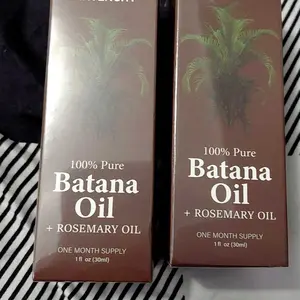 100% Pure
Batana
Oil
+ ROSEMARY OIL
ONE MONTH SUPPLY
1 fl oz (30ml)
100% Pure
Batana
Oil
+ ROSEMARY OIL
ONE MONTH SUPPLY
1 fl oz (30ml)